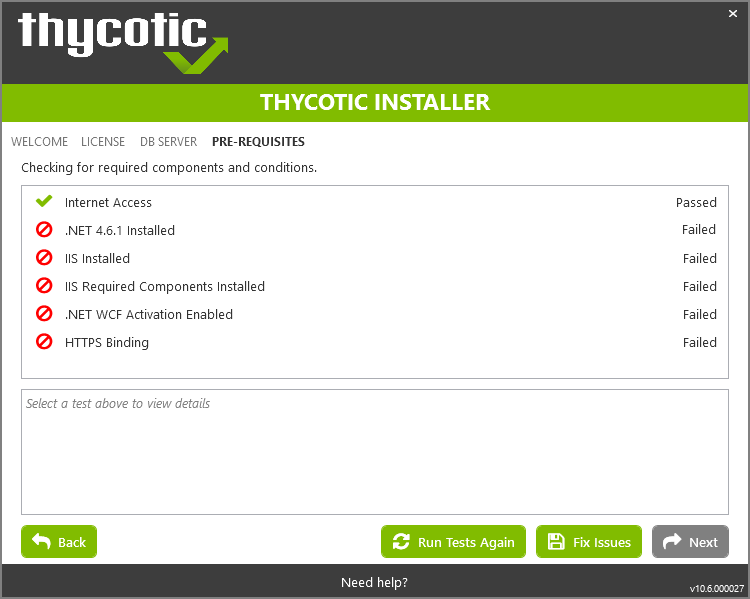 thycotic
THYCOTIC INSTALLER
WELCOME LICENSE DB SERVER PRE-REQUISITES
Checking for required components and conditions.
Internet Access Passed
.NET 4.6.1 Installed Failed
IIS Installed Failed
IIS Required Components Installed Failed
.NET WCF Activation Enabled Failed
HTTPS Binding Failed
Select a test above to view details
Back Run Tests Again Fix Issues Next
Need help?
v10.6.000027